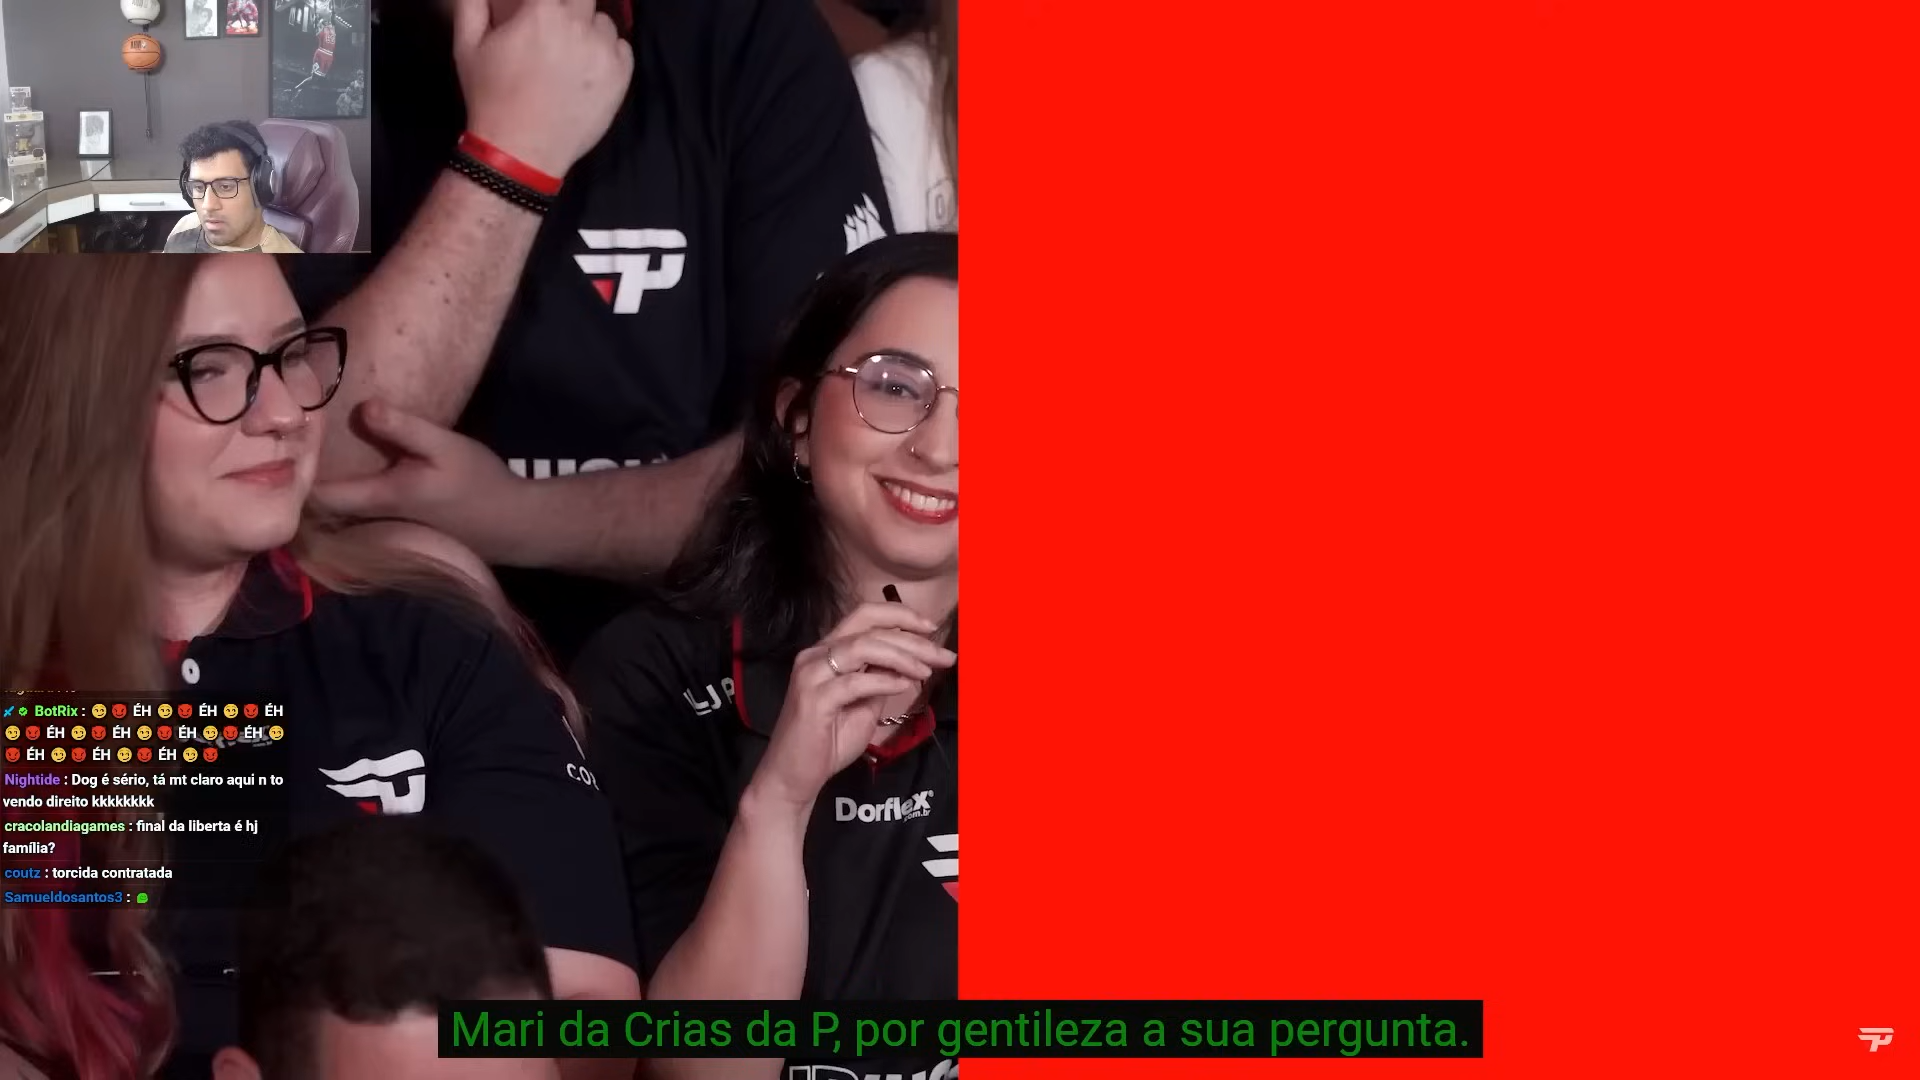 BotRix : 😏 😈 ÉH 😏 😈 ÉH 😏 😈 ÉH
😏 😈 ÉH 😏 😈 ÉH 😏 😈 ÉH 😏 😈 ÉH 😏
😈 ÉH 😏 😈 ÉH 😏 😈 ÉH 😏 😈
Nightide : Dog é sério, tá mt claro aqui n to
vendo direito kkkkkkkk
cracolandiagames : final da liberta é hj
família?
coutz : torcida contratada
Samueldosantos3 :
Dorflex
.com.br
Mari da Crias da P, por gentileza a sua pergunta.